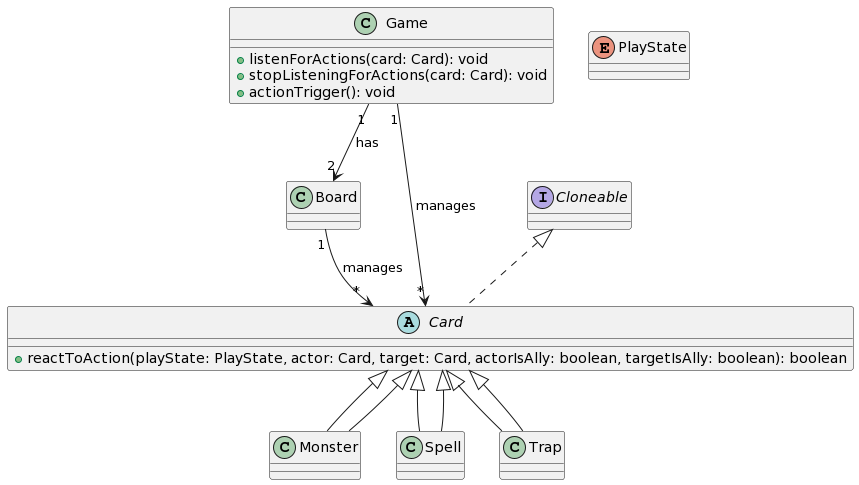 C Game
listenForActions(card: Card): void
stopListeningForActions(card: Card): void
actionTrigger(): void
E PlayState
1
1
has
2
C Board
I Cloneable
manages
1
manages
*
*
A Card
reactToAction(playState: PlayState, actor: Card, target: Card, actorIsAlly: boolean, targetIsAlly: boolean): boolean
C Monster
C Spell
C Trap